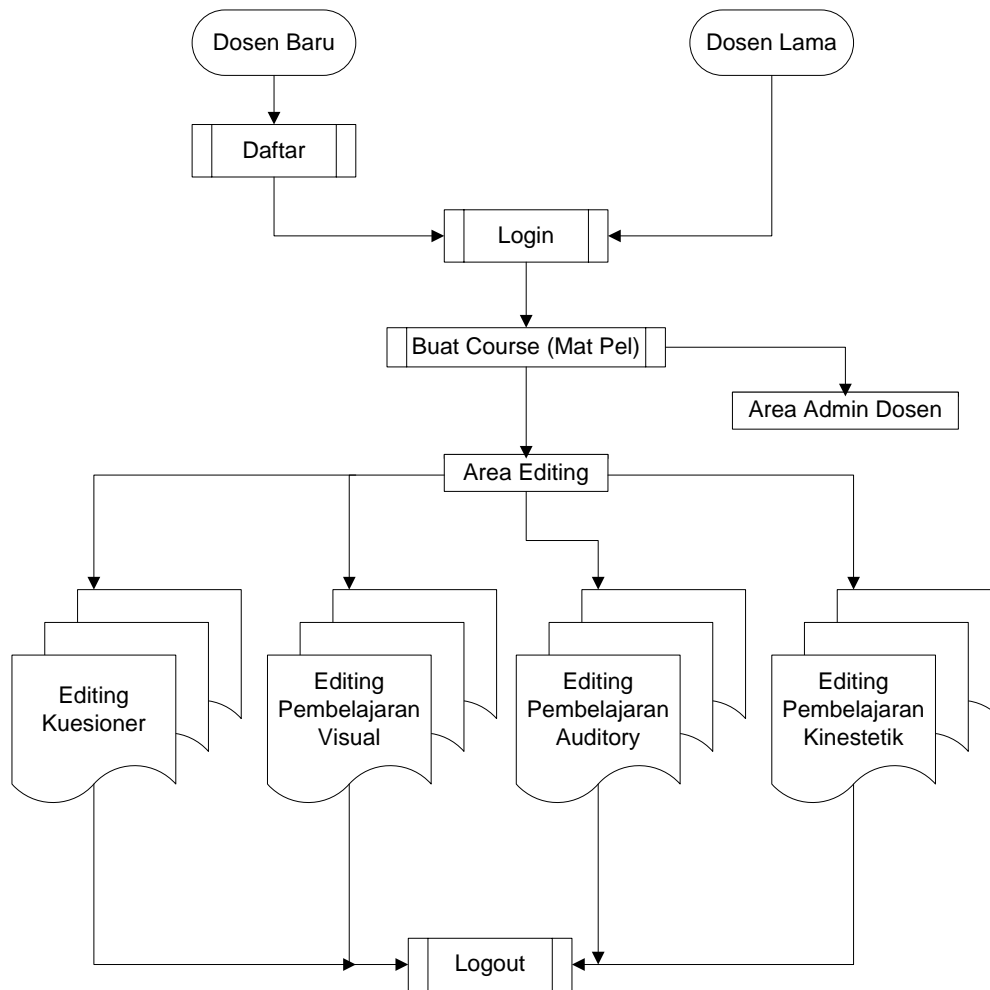 Dosen Baru
Dosen Lama
Daftar
Login
Buat Course (Mat Pel)
Area Admin Dosen
Area Editing
Editing
Kuesioner
Editing
Pembelajaran
Visual
Editing
Pembelajaran
Auditory
Editing
Pembelajaran
Kinestetik
Logout